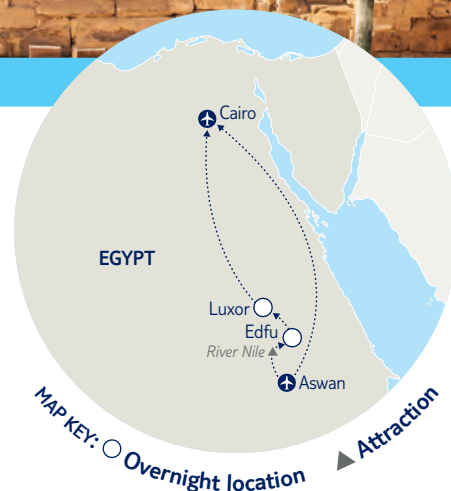 Cairo
EGYPT
Luxor
Edfu
River Nile
Aswan
MAP KEY: Overnight location Attraction